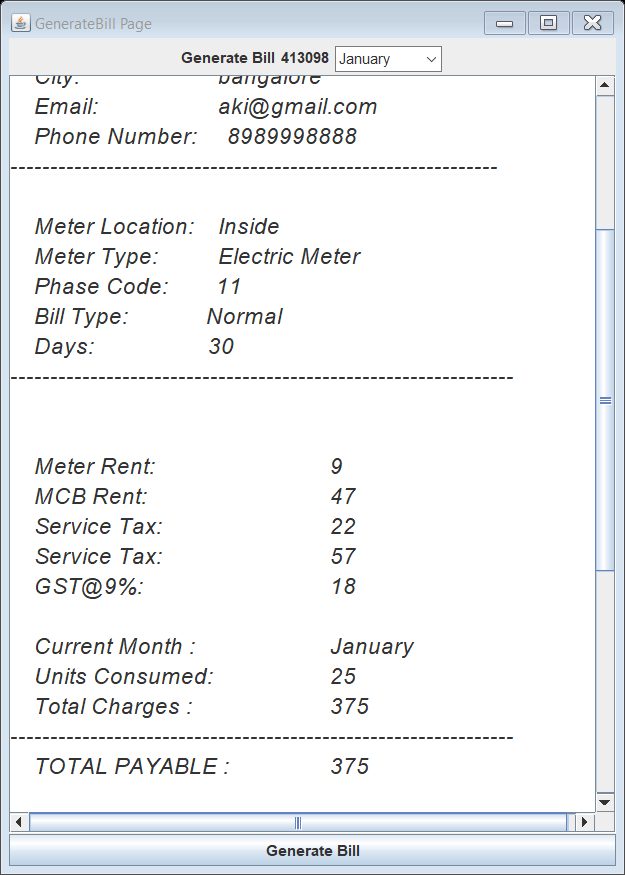 GenerateBill Page
Generate Bill 413098 January
City: bangalore
Email: aki@gmail.com
Phone Number: 8989998888
-------------------------------------------------------------
Meter Location: Inside
Meter Type: Electric Meter
Phase Code: 11
Bill Type: Normal
Days: 30
---------------------------------------------------------------
Meter Rent: 9
MCB Rent: 47
Service Tax: 22
Service Tax: 57
GST@9%: 18
Current Month : January
Units Consumed: 25
Total Charges : 375
---------------------------------------------------------------
TOTAL PAYABLE : 375
Generate Bill